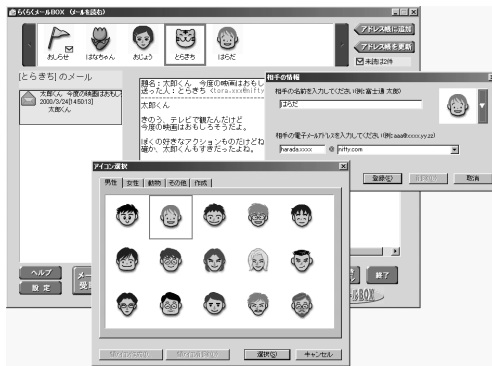 らくらくメールBOX (メールを読む)
おしらせ
はなちゃん
おじょう
とらきち
はらだ
アドレス帳に追加
アドレス帳を更新
未読は2件
[とらきち] のメール
太郎くん 今度の映画はおもし
2000/3/24[14:50:13]
太郎くん
題名：太郎くん 今度の映画はおもし
送った人：とらきち <tora.xxx@nifty
太郎くん
きのう、テレビで観たんだけど
今度の映画はおもしろそうだよ。
ぼくの好きなアクションものだけどね
確か、太郎くんもすきだったよね。
相手の情報
相手の名前を入力してください(例:富士通 太郎)
はらだ
相手の電子メールアドレスを入力してください(例:aaa@xxxx.yy.zz)
harada.xxxx @ nifty.com
登録(E)
取消
アイコン選択
男性 女性 動物 その他 作成
選択(S)
キャンセル
ヘルプ
設 定
終了
BOX